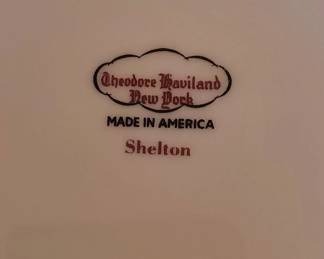 Theodore Haviland
New York
MADE IN AMERICA
Shelton